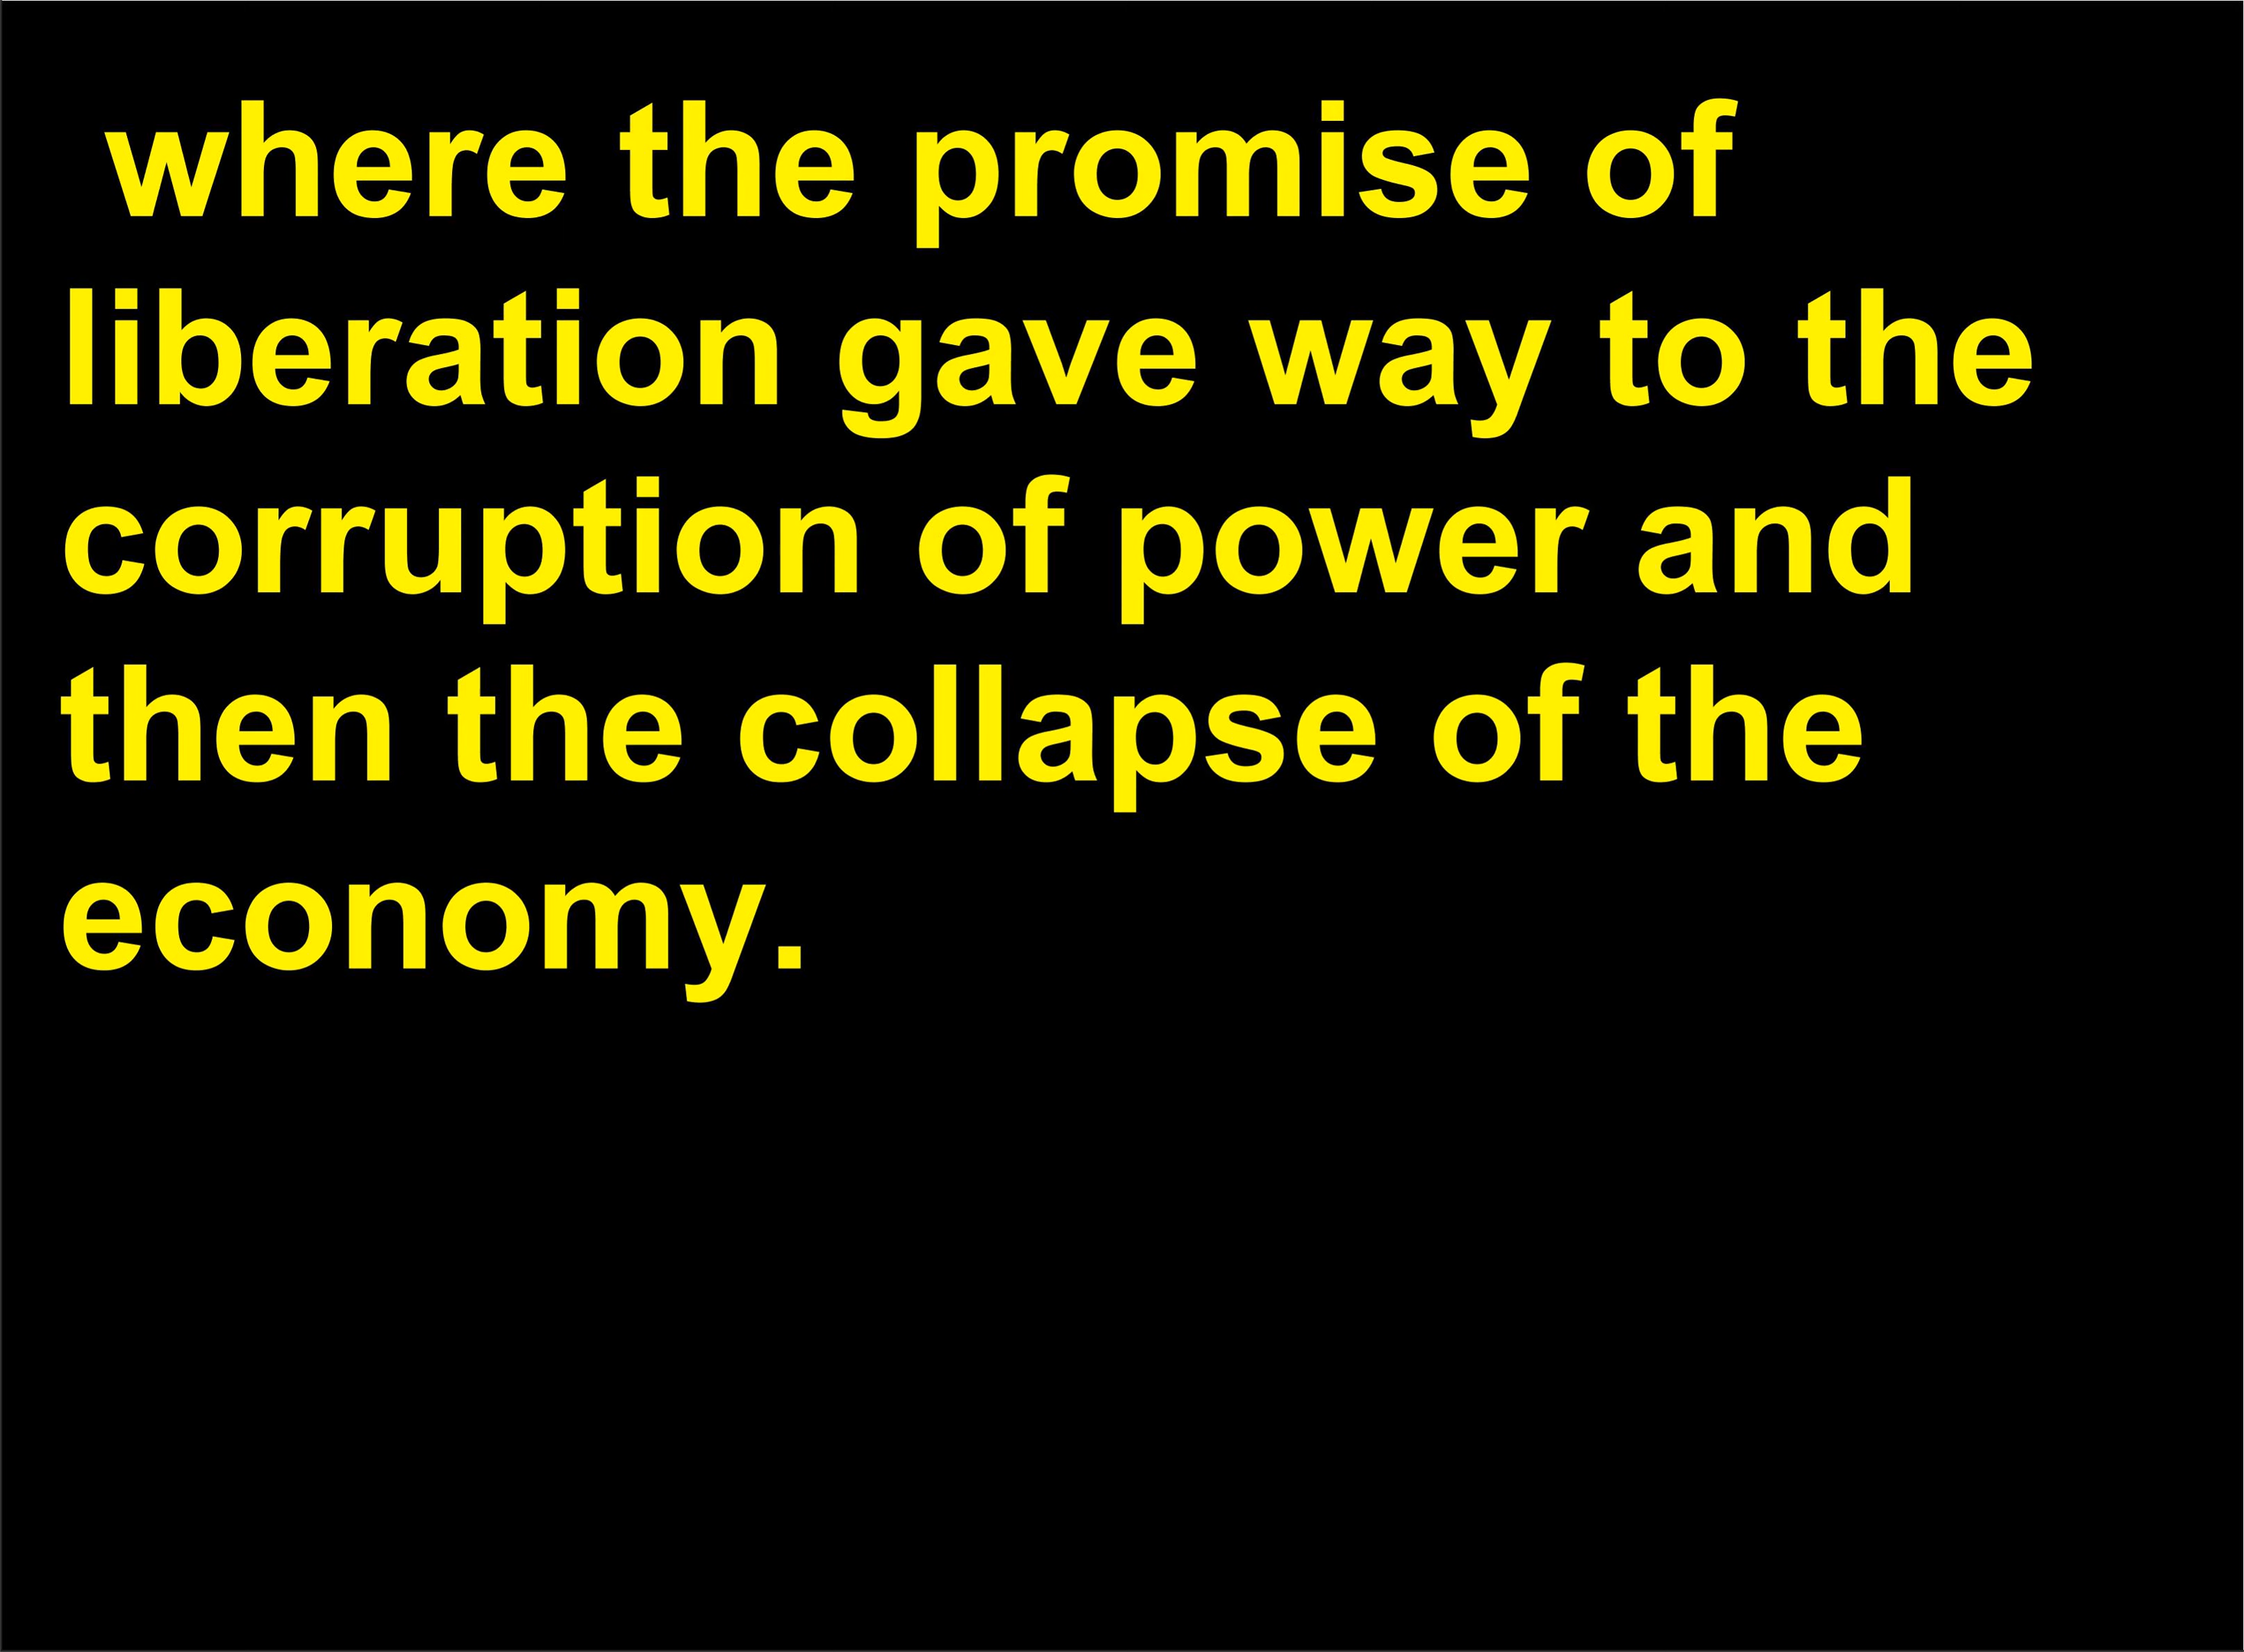 where the promise of
liberation gave way to the
corruption of power and
then the collapse of the
economy.